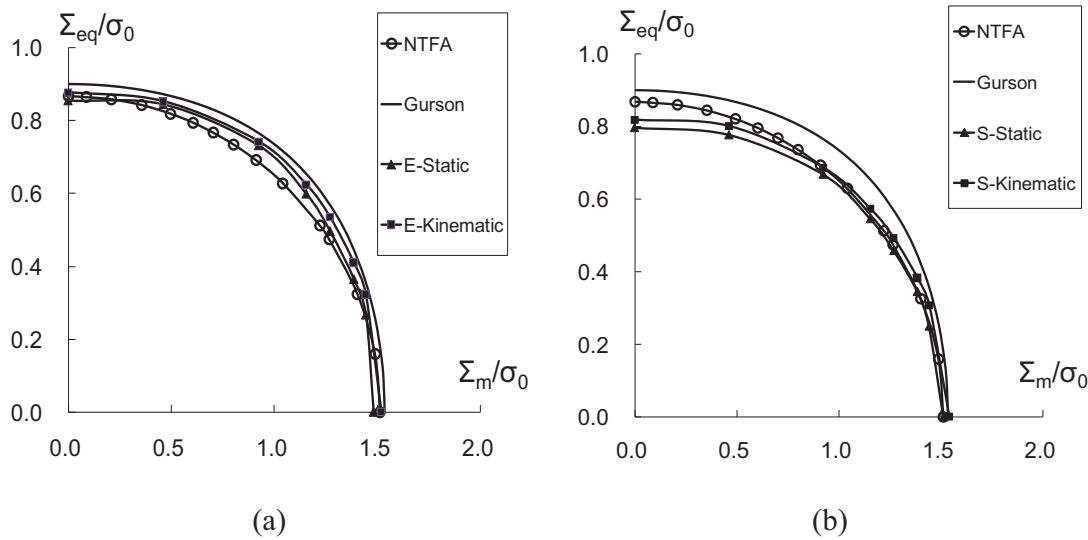 Σeq/σ0
1.0
0.8
0.6
0.4
0.2
0.0
0.0 0.5 1.0 1.5 2.0
Σm/σ0
NTFA
Gurson
E-Static
E-Kinematic
(a)
Σeq/σ0
1.0
0.8
0.6
0.4
0.2
0.0
0.0 0.5 1.0 1.5 2.0
Σm/σ0
NTFA
Gurson
S-Static
S-Kinematic
(b)